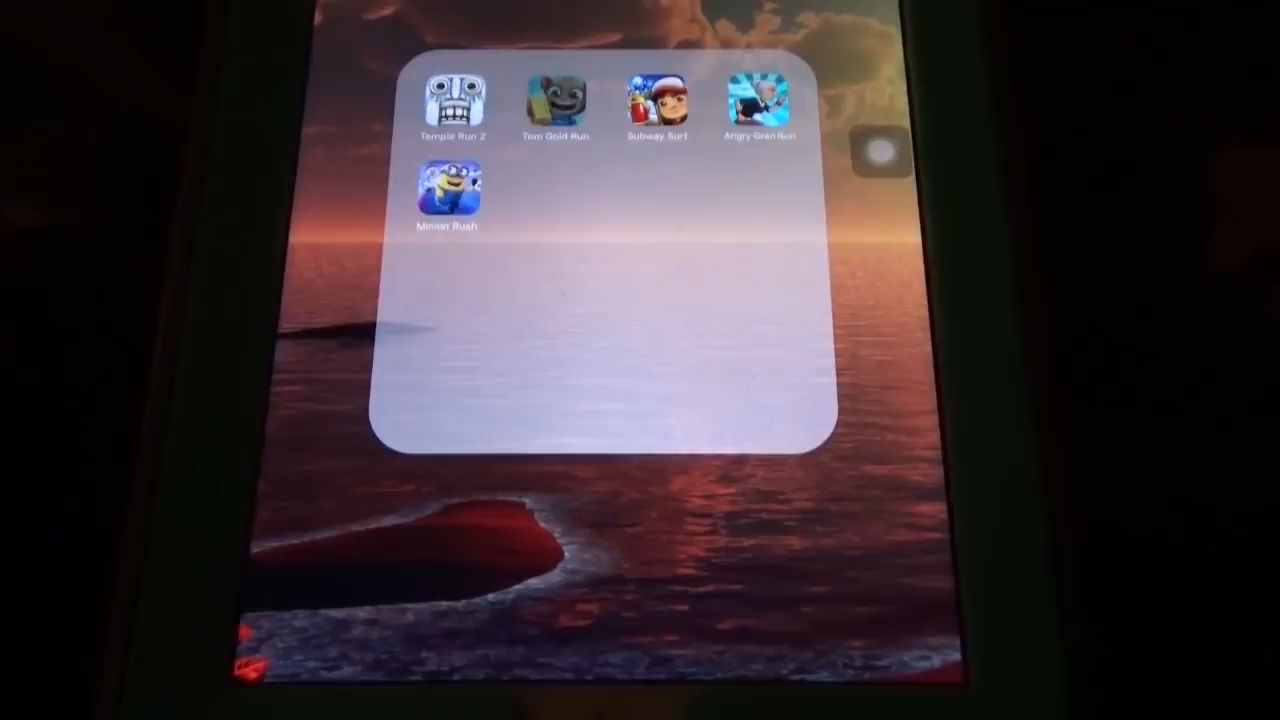 Temple Run 2
Tom Gold Run
Subway Surf
Angry Gran Run
Minion Rush